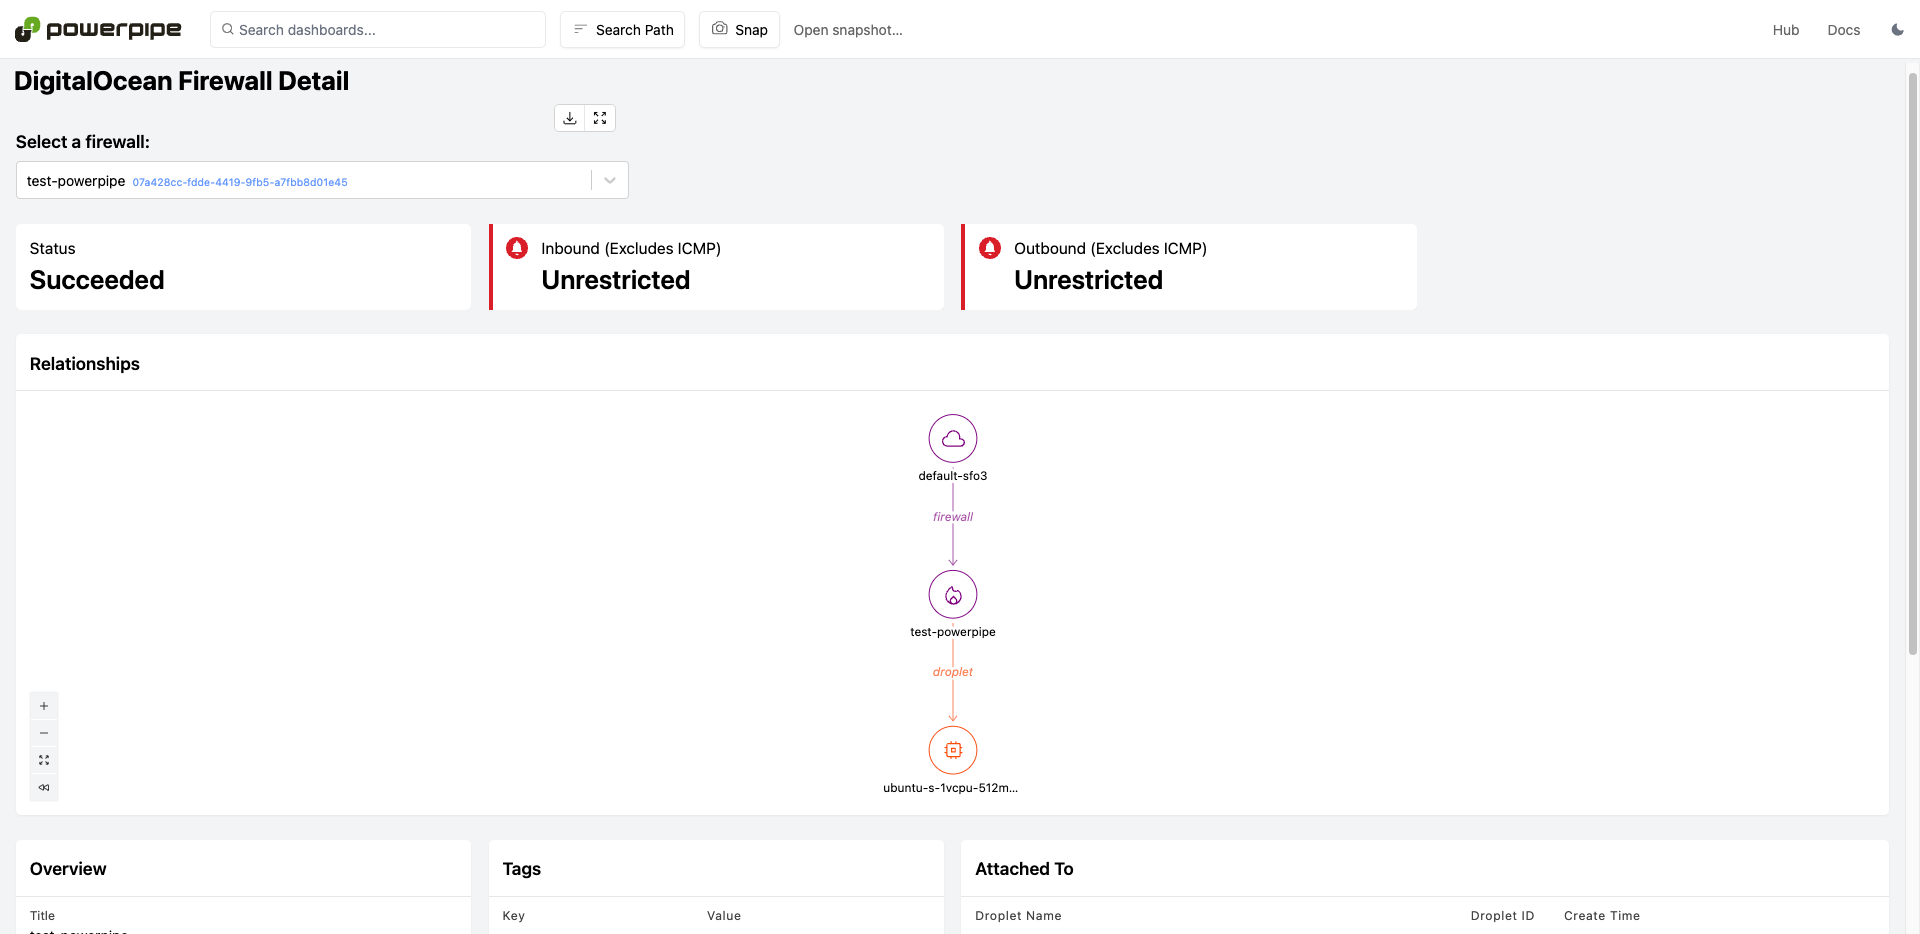 powerpipe
Search dashboards...
Search Path
Snap
Open snapshot...
Hub
Docs
DigitalOcean Firewall Detail
Select a firewall:
test-powerpipe 07a428cc-fdde-4419-9fb5-a7fbb8d01e45
Status
Succeeded
Inbound (Excludes ICMP)
Unrestricted
Outbound (Excludes ICMP)
Unrestricted
Relationships
default-sfo3
firewall
test-powerpipe
droplet
ubuntu-s-1vcpu-512m...
Overview
Title
test-powerpipe
Tags
Key
Value
Attached To
Droplet Name
Droplet ID
Create Time